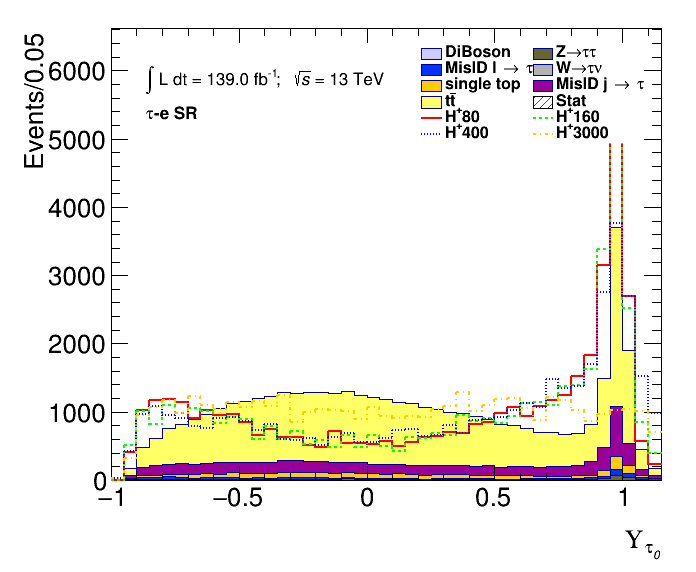 Events/0.05
6000
5000
4000
3000
2000
1000
0
∫ L dt = 139.0 fb⁻¹; √s = 13 TeV
τ-e SR
DiBoson Z→ττ
MisID l → τ W→τν
single top MisID j → τ
tt̄ Stat
H⁺80 H⁺160
H⁺400 H⁺3000
−1 −0.5 0 0.5 1
Υ τ₀